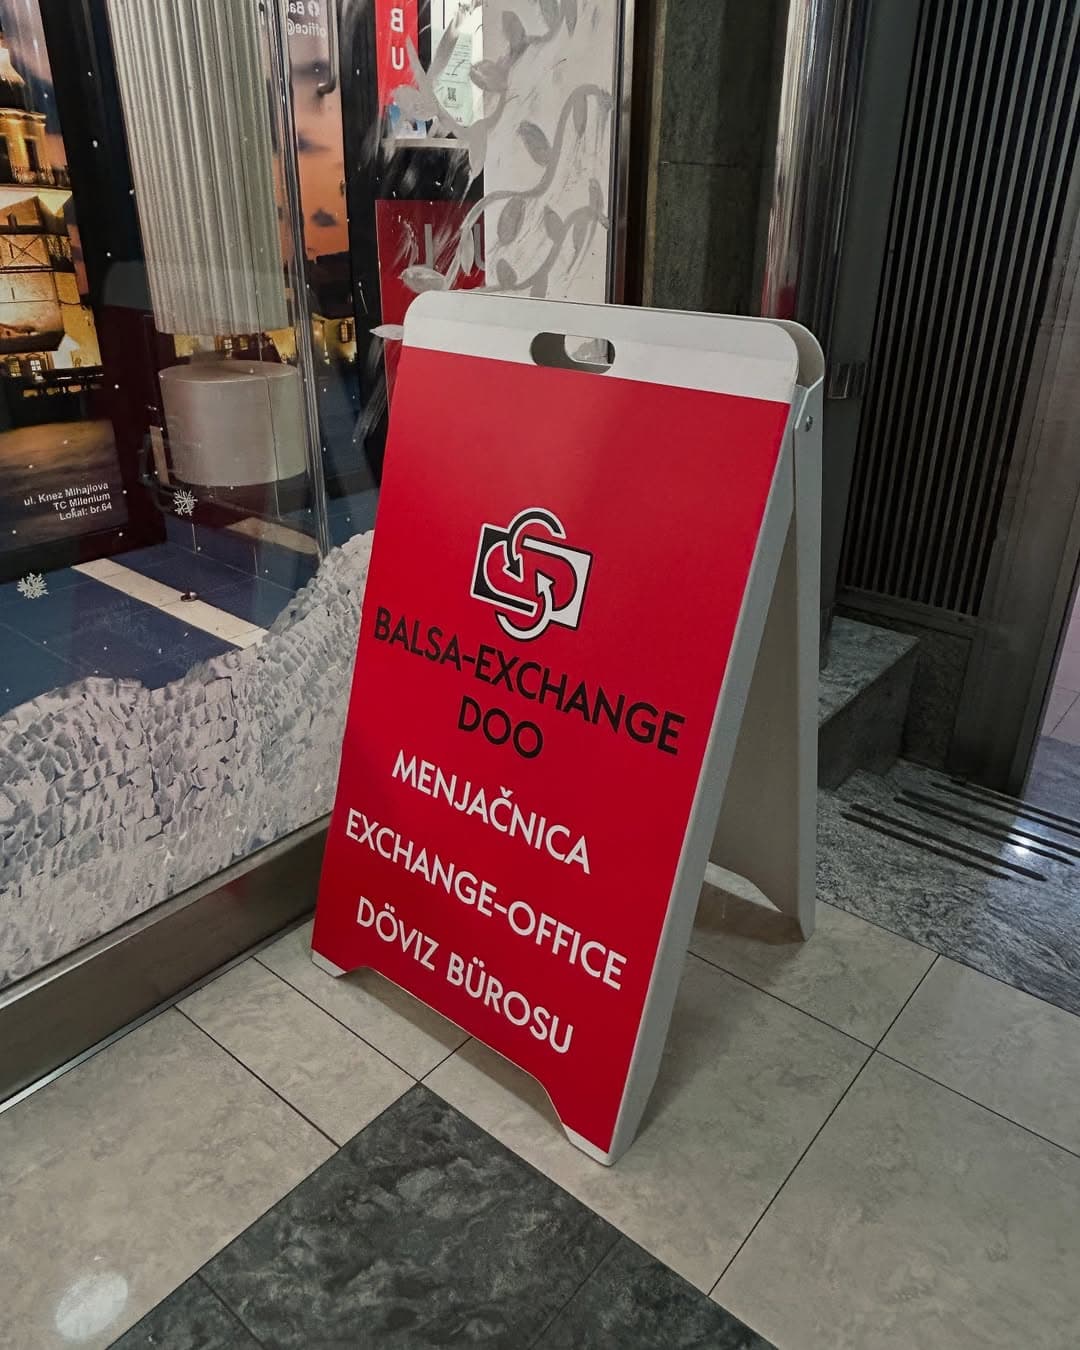 BALSA-EXCHANGE
DOO
MENJAČNICA
EXCHANGE-OFFICE
DÖVIZ BÜROSU
ul. Knez Mihajlova
TC Milenium
Lokal: br.64